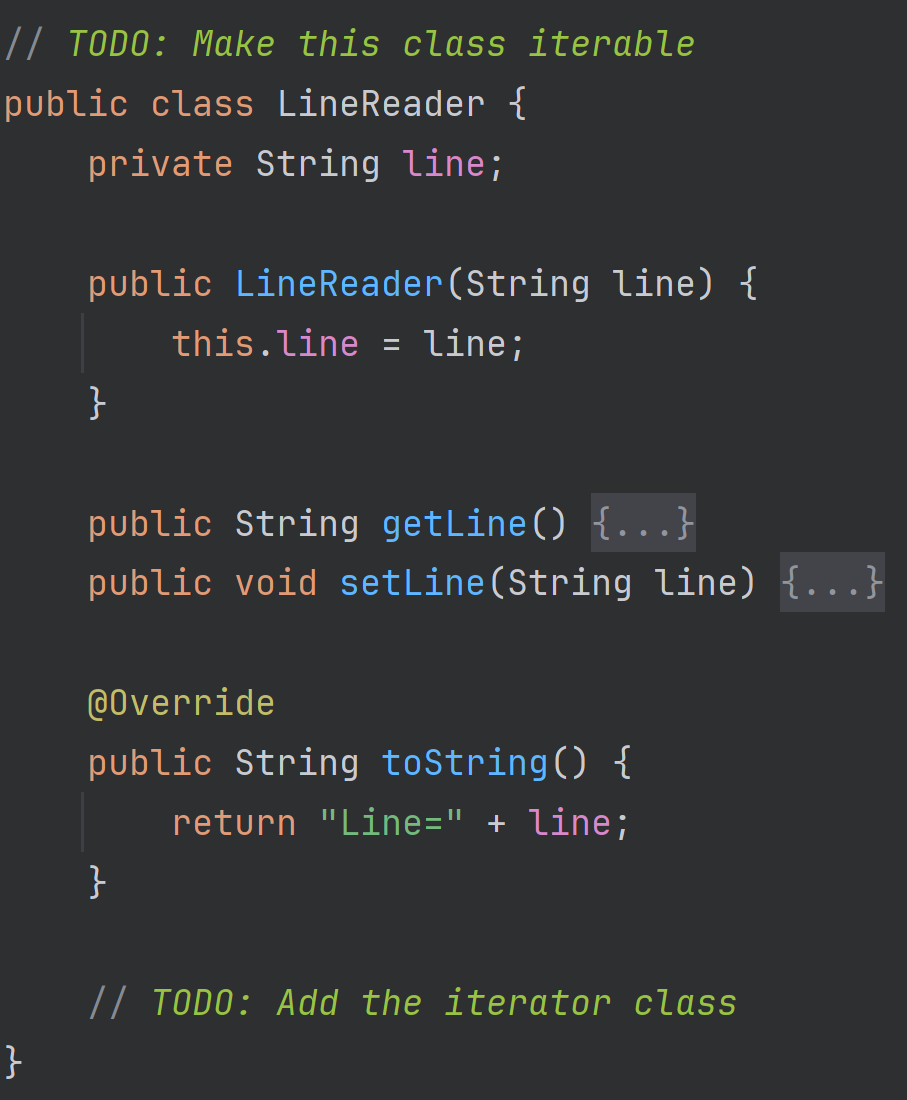 // TODO: Make this class iterable
public class LineReader {
    private String line;

    public LineReader(String line) {
        this.line = line;
    }

    public String getLine() {...}
    public void setLine(String line) {...}

    @Override
    public String toString() {
        return "Line=" + line;
    }

    // TODO: Add the iterator class
}